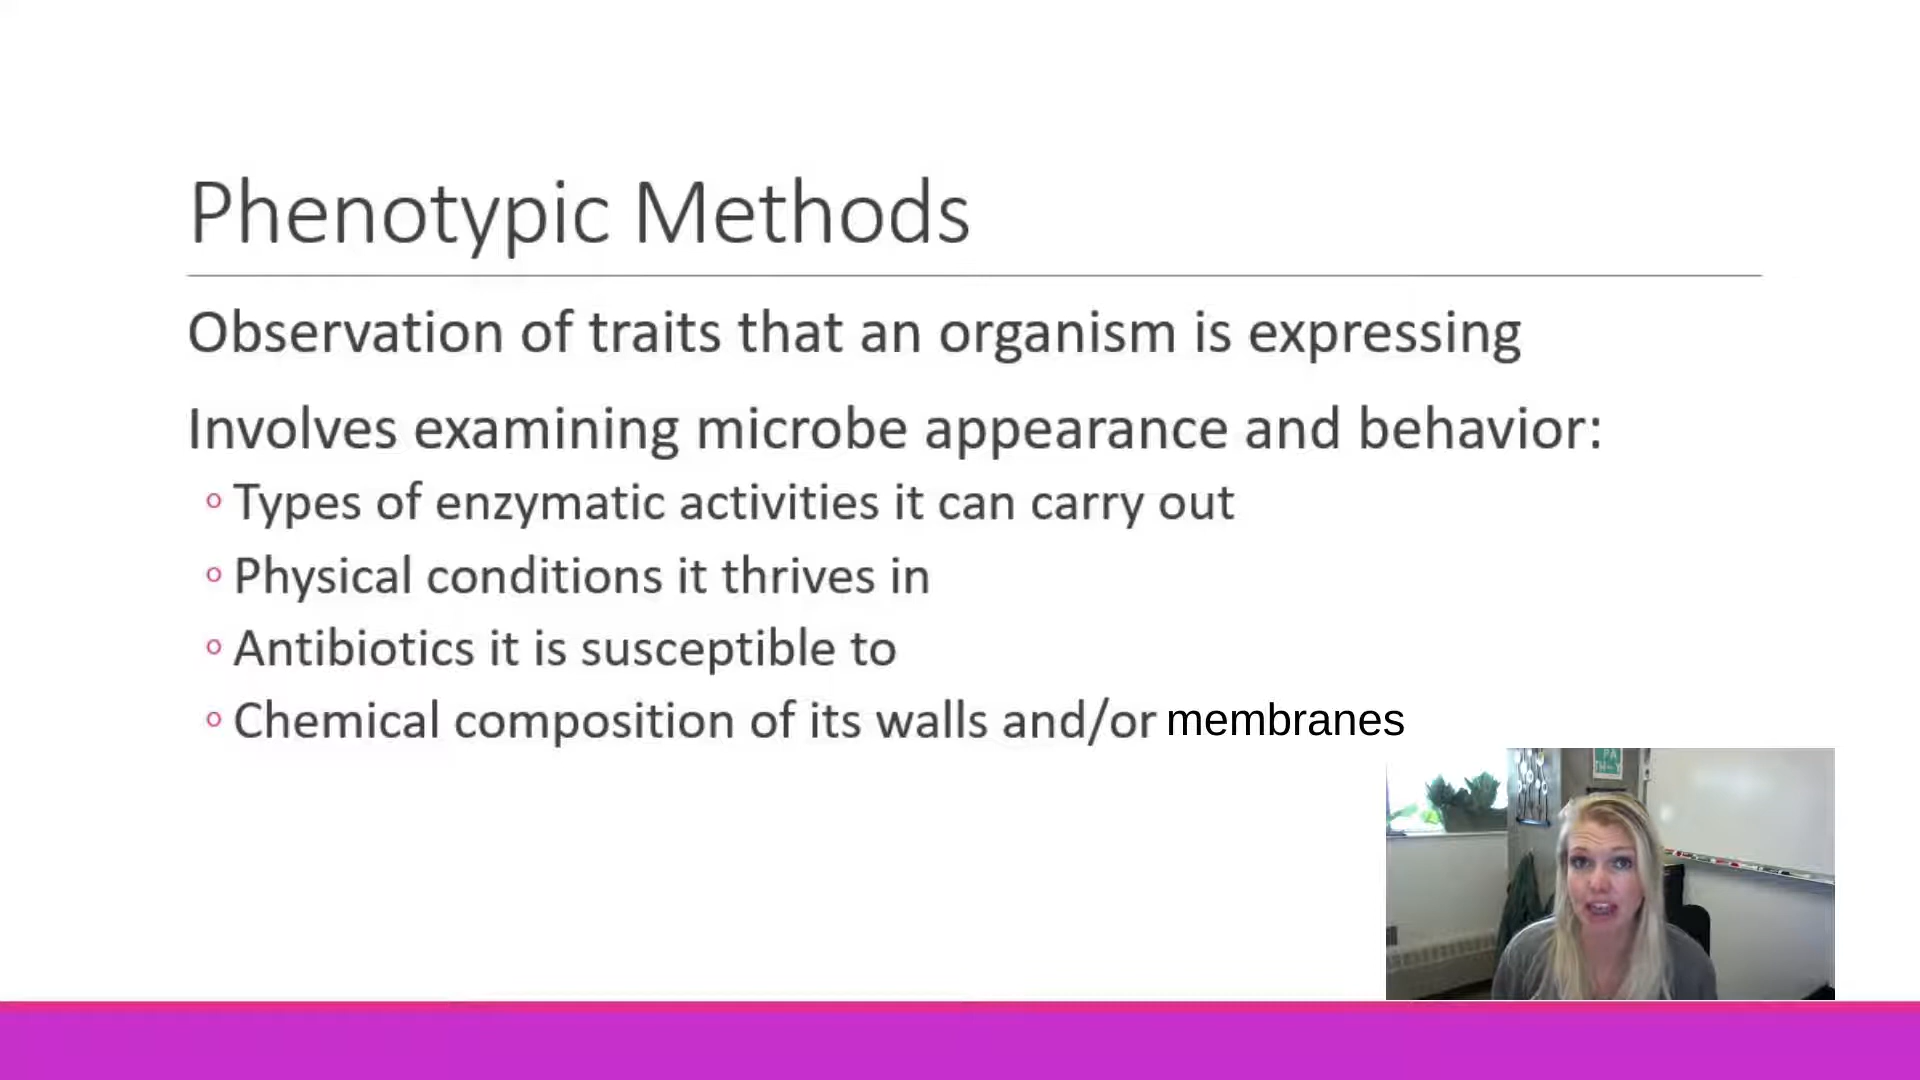 Phenotypic Methods
Observation of traits that an organism is expressing
Involves examining microbe appearance and behavior:
Types of enzymatic activities it can carry out
Physical conditions it thrives in
Antibiotics it is susceptible to
Chemical composition of its walls and/or membranes